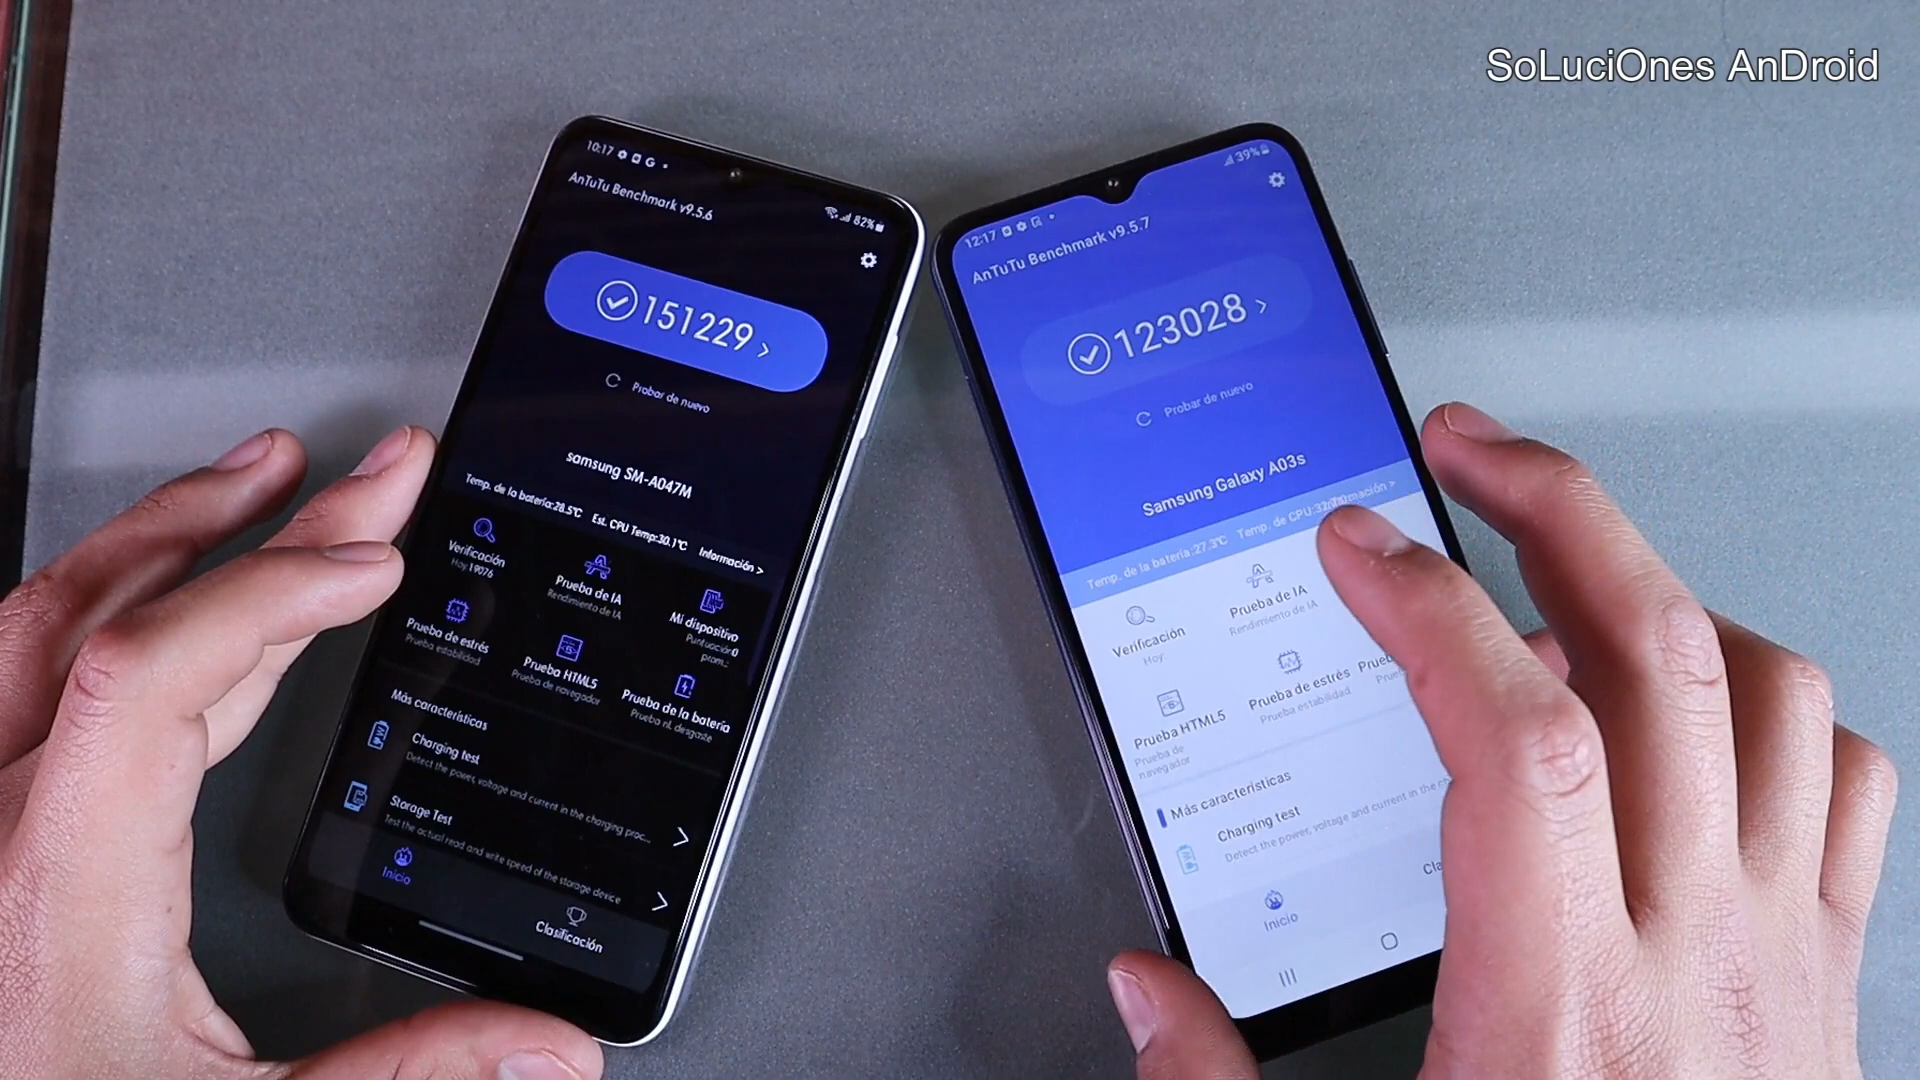 SoLuciOnes AnDroid
10:17
82%
AnTuTu Benchmark v9.5.6
151229
Probar de nuevo
samsung SM-A047M
Temp. de la batería:28.5°C Est. CPU Temp:30.1°C Información >
Verificación
Hoy:19076
Prueba de IA
Rendimiento de IA
Mi dispositivo
Puntuación0
prom.:
Prueba de estrés
Prueba estabilidad
Prueba HTML5
Prueba de navegador
Prueba de la batería
Prueba nl. desgaste
Más características
Charging test
Detect the power, voltage and current in the charging proc...
Storage Test
Test the actual read and write speed of the storage device
Inicio
Clasificación
12:17
39%
AnTuTu Benchmark v9.5.7
123028
Probar de nuevo
Samsung Galaxy A03s
Temp. de la batería:27.3°C Temp. de CPU:32
Verificación
Hoy:
Prueba de IA
Rendimiento de IA
Prueba HTML5
Prueba de
navegador
Prueba de estrés
Prueba estabilidad
Más características
Charging test
Detect the power, voltage and current in the
Inicio